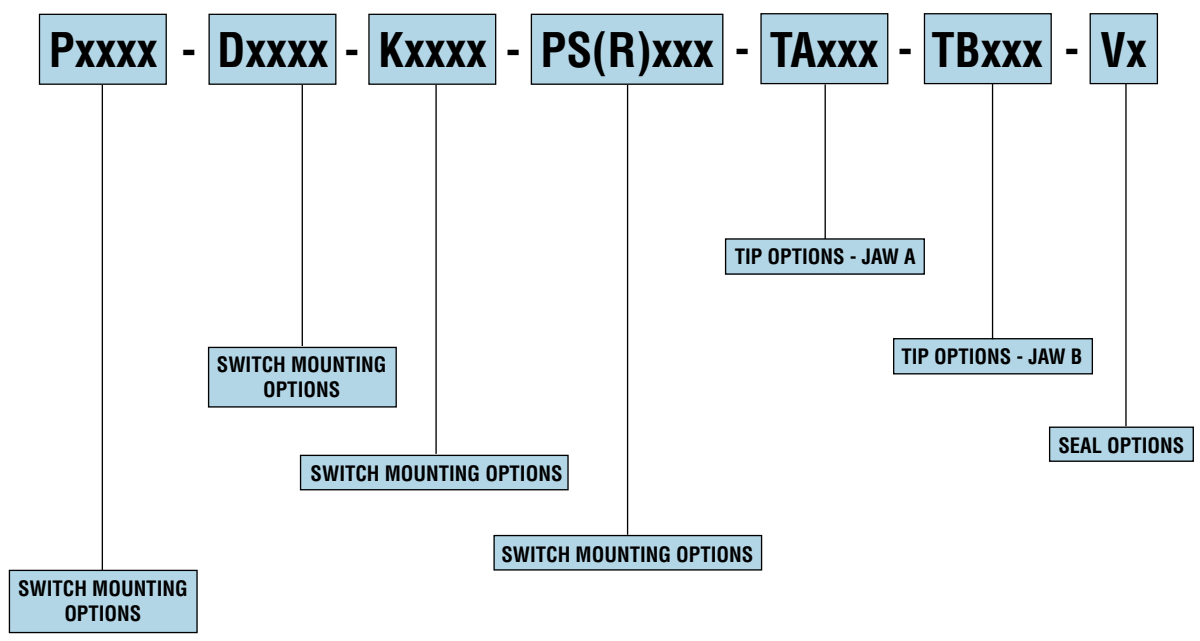 Pxxxx - Dxxxx - Kxxxx - PS(R)xxx - TAxxx - TBxxx - Vx
TIP OPTIONS - JAW A
SWITCH MOUNTING
OPTIONS
TIP OPTIONS - JAW B
SEAL OPTIONS
SWITCH MOUNTING OPTIONS
SWITCH MOUNTING OPTIONS
SWITCH MOUNTING
OPTIONS